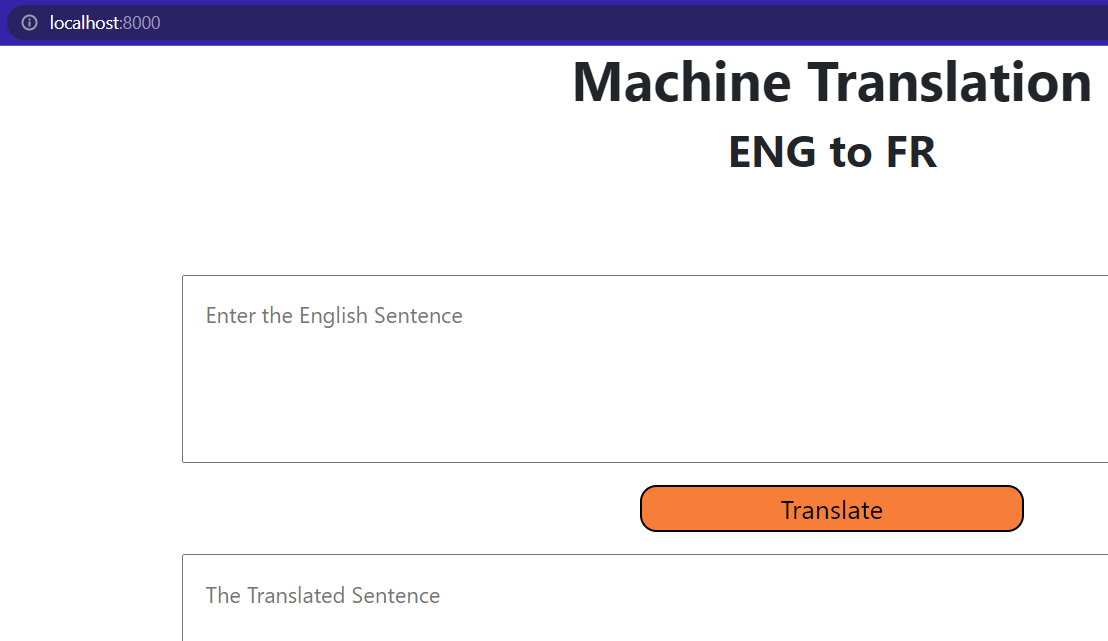 localhost:8000
Machine Translation
ENG to FR
Enter the English Sentence
Translate
The Translated Sentence